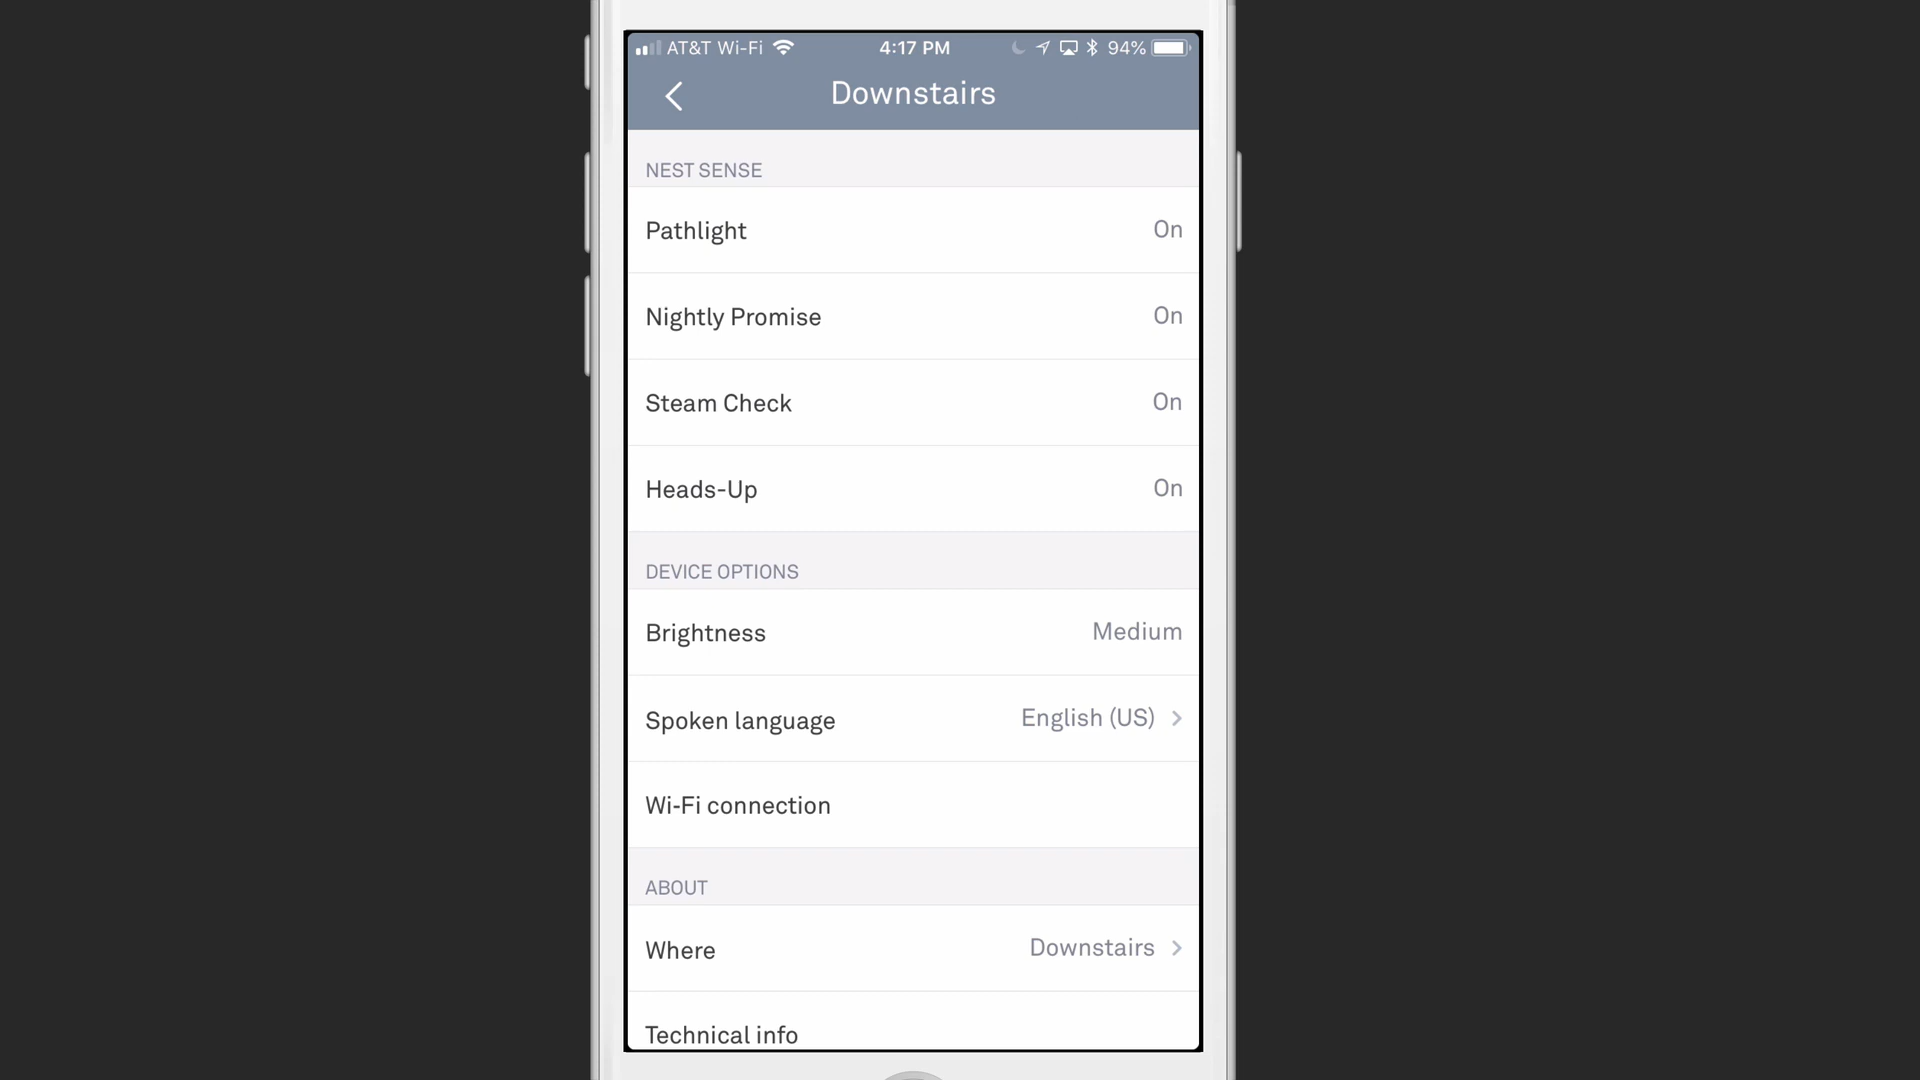 AT&T Wi-Fi 4:17 PM 94%
Downstairs
NEST SENSE
Pathlight On
Nightly Promise On
Steam Check On
Heads-Up On
DEVICE OPTIONS
Brightness Medium
Spoken language English (US)
Wi-Fi connection
ABOUT
Where Downstairs
Technical info